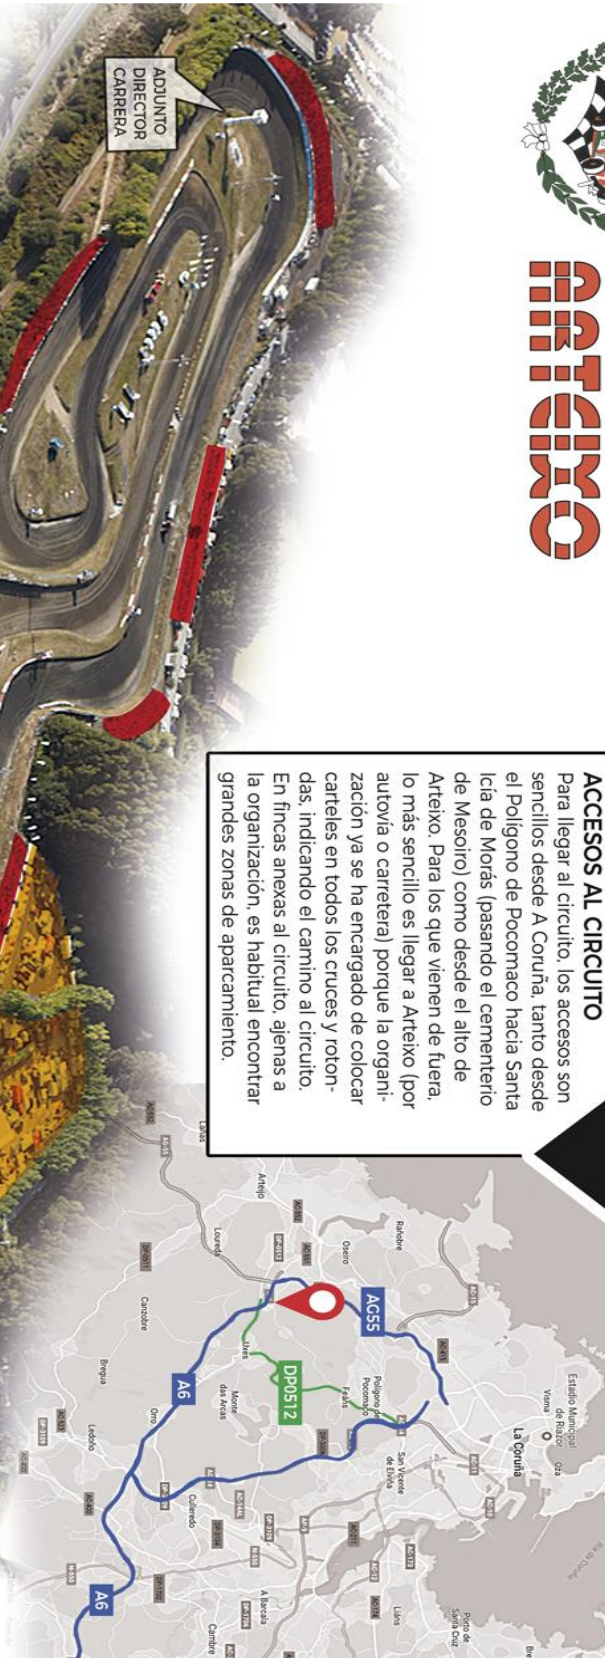 ARTEIXO
ADJUNTO
DIRECTOR
CARRERA
ACCESOS AL CIRCUITO
Para llegar al circuito, los accesos son
sencillos desde A Coruña, tanto desde
el Polígono de Pocomaco hacia Santa
Icía de Morás (pasando el cementerio
de Mesoiro) como desde el alto de
Arteixo. Para los que vienen de fuera,
lo más sencillo es llegar a Arteixo (por
autovía o carretera) porque la organi-
zación ya se ha encargado de colocar
carteles en todos los cruces y roton-
das, indicando el camino al circuito.
En fincas anexas al circuito, ajenas a
la organización, es habitual encontrar
grandes zonas de aparcamiento.
Estadio Municipal
de Riazor
Visma
Oza
La Coruña
Rañobre
AG55
Oseiro
Polígono de
Pocomaco
San Vicente
de Elviña
Feáns
DP0512
Arteijo
Uxes
Monte
das Arcas
Loureda
Lañas
A6
Orro
Culleredo
Canzobre
Bregua
Ledoño
A6
A Barcala
Cambre
Liáns
Porto de
Santa Cruz